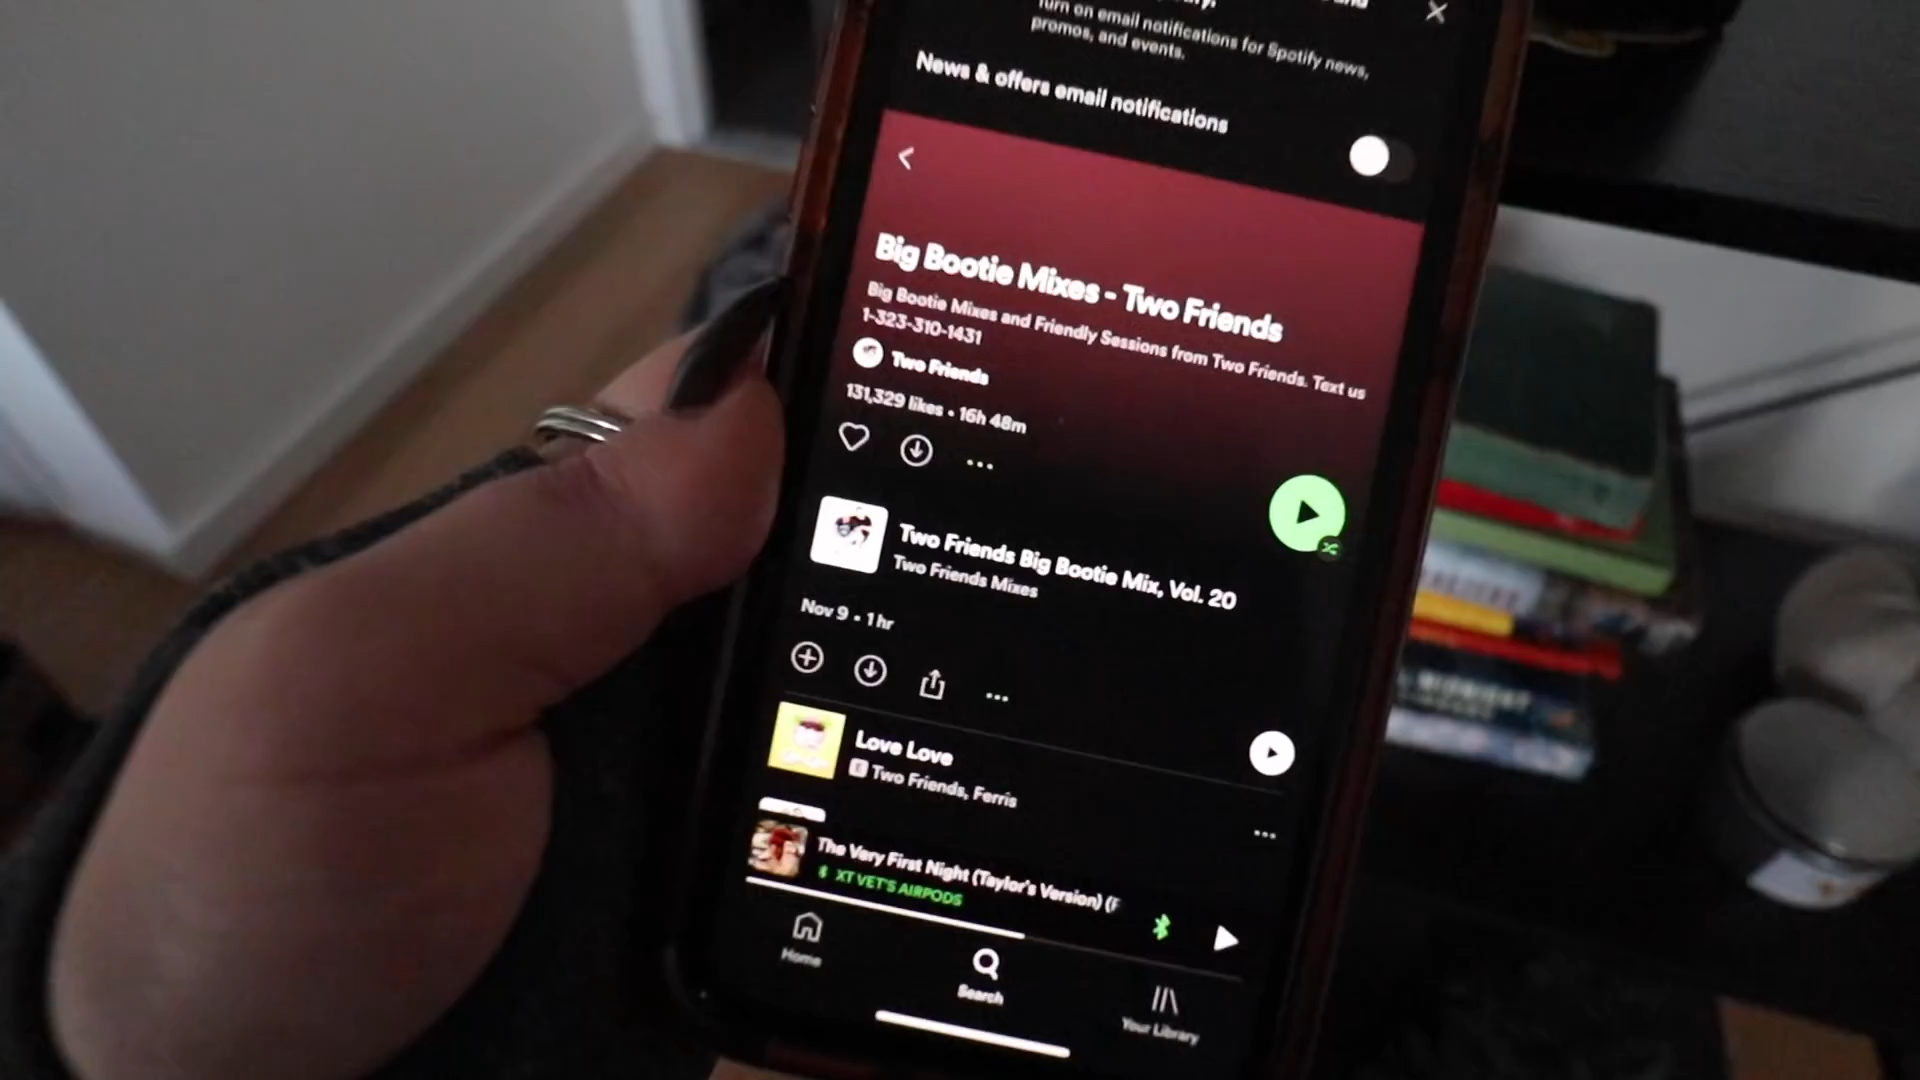 Turn on email notifications for Spotify news,
promos, and events.
News & offers email notifications
Big Bootie Mixes - Two Friends
Big Bootie Mixes and Friendly Sessions from Two Friends. Text us
1-323-310-1431
Two Friends
131,329 likes • 16h 48m
Two Friends Big Bootie Mix, Vol. 20
Two Friends Mixes
Nov 9 • 1 hr
Love Love
E Two Friends, Ferris
The Very First Night (Taylor's Version) (F
XT VET'S AIRPODS
Home
Search
Your Library
MIDNIGHT